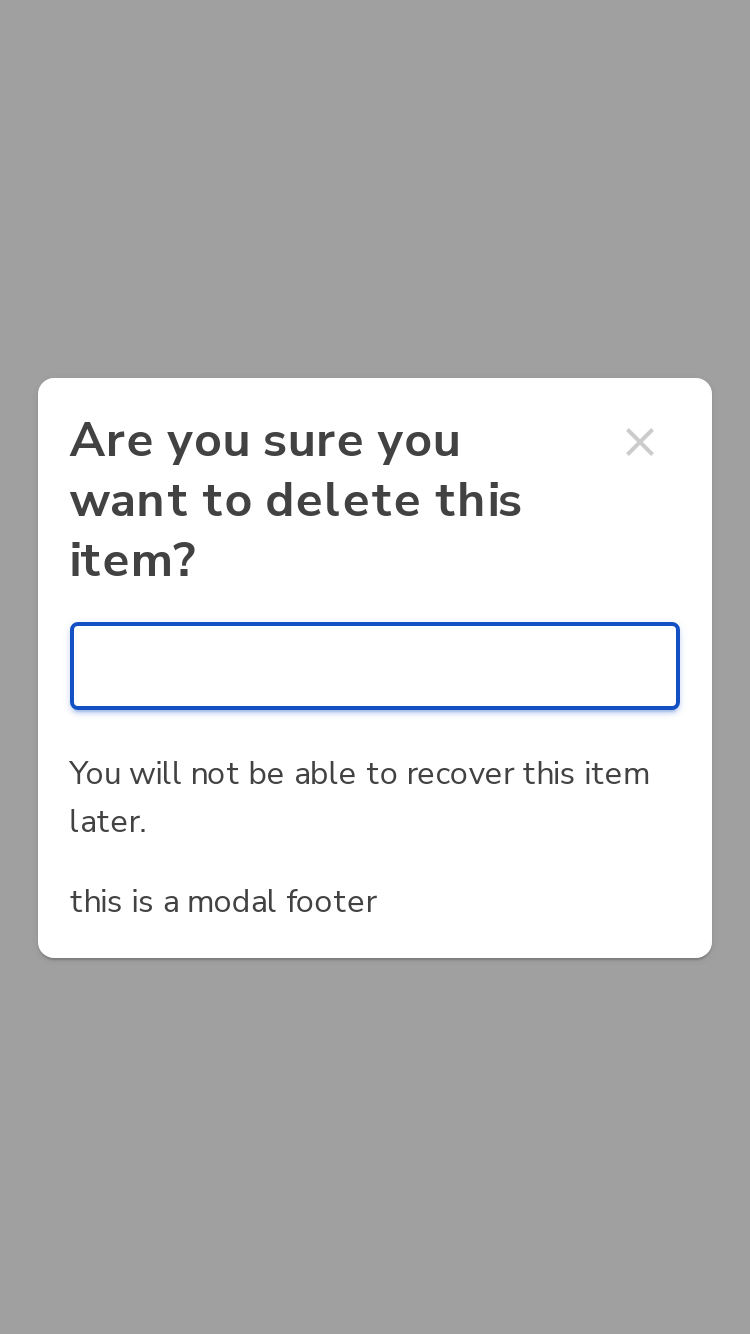 Are you sure you
want to delete this
item?
You will not be able to recover this item
later.
this is a modal footer